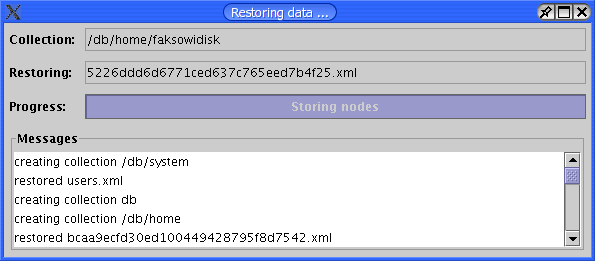 Restoring data ...
Collection: /db/home/faksowidisk
Restoring: 5226ddd6d6771ced637c765eed7b4f25.xml
Progress: Storing nodes
Messages
creating collection /db/system
restored users.xml
creating collection db
creating collection /db/home
restored bcaa9ecfd30ed100449428795f8d7542.xml